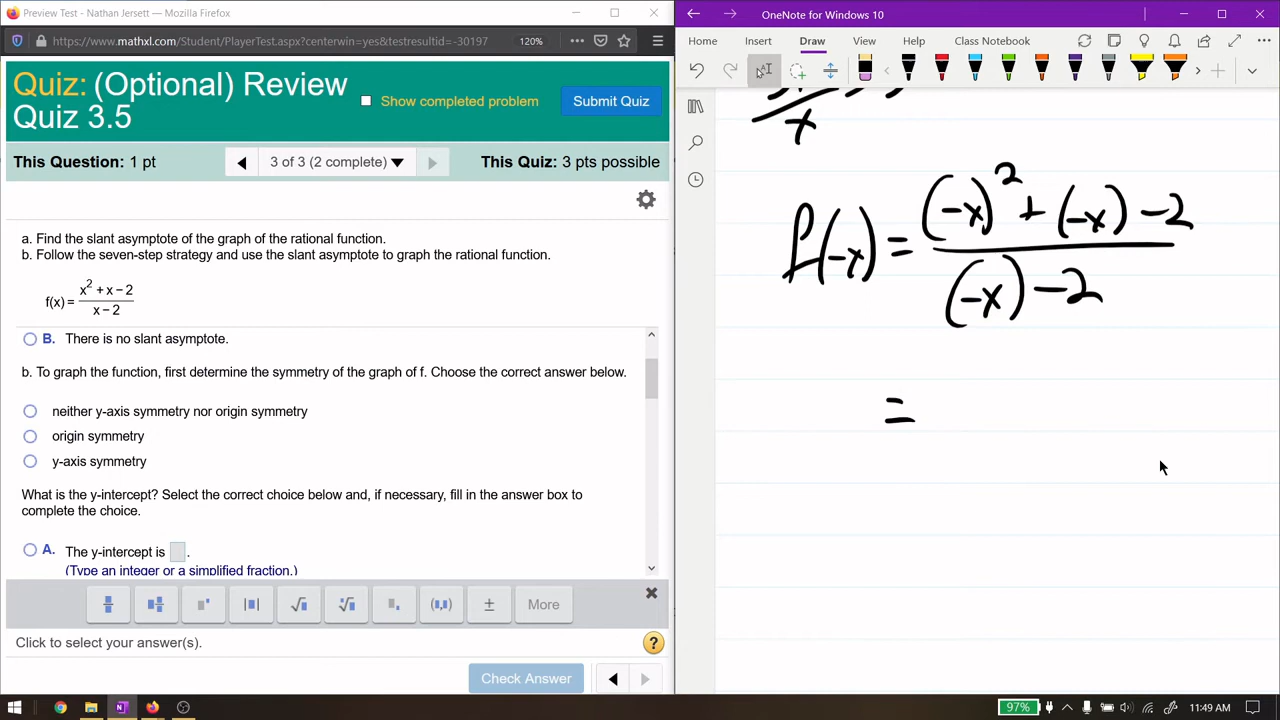 Preview Test - Nathan Jersett — Mozilla Firefox
https://www.mathxl.com/Student/PlayerTest.aspx?centerwin=yes&testresultid=-30197
120%
Quiz: (Optional) Review
Quiz 3.5
Show completed problem
Submit Quiz
This Question: 1 pt
3 of 3 (2 complete)
This Quiz: 3 pts possible
a. Find the slant asymptote of the graph of the rational function.
b. Follow the seven-step strategy and use the slant asymptote to graph the rational function.
f(x) = (x² + x − 2)/(x − 2)
B. There is no slant asymptote.
b. To graph the function, first determine the symmetry of the graph of f. Choose the correct answer below.
neither y-axis symmetry nor origin symmetry
origin symmetry
y-axis symmetry
What is the y-intercept? Select the correct choice below and, if necessary, fill in the answer box to
complete the choice.
A. The y-intercept is .
(Type an integer or a simplified fraction.)
More
Click to select your answer(s).
?
Check Answer
OneNote for Windows 10
Home Insert Draw View Help Class Notebook
x
f(-x) = ((-x)² + (-x) - 2)/((-x) - 2)
=
97%
11:49 AM